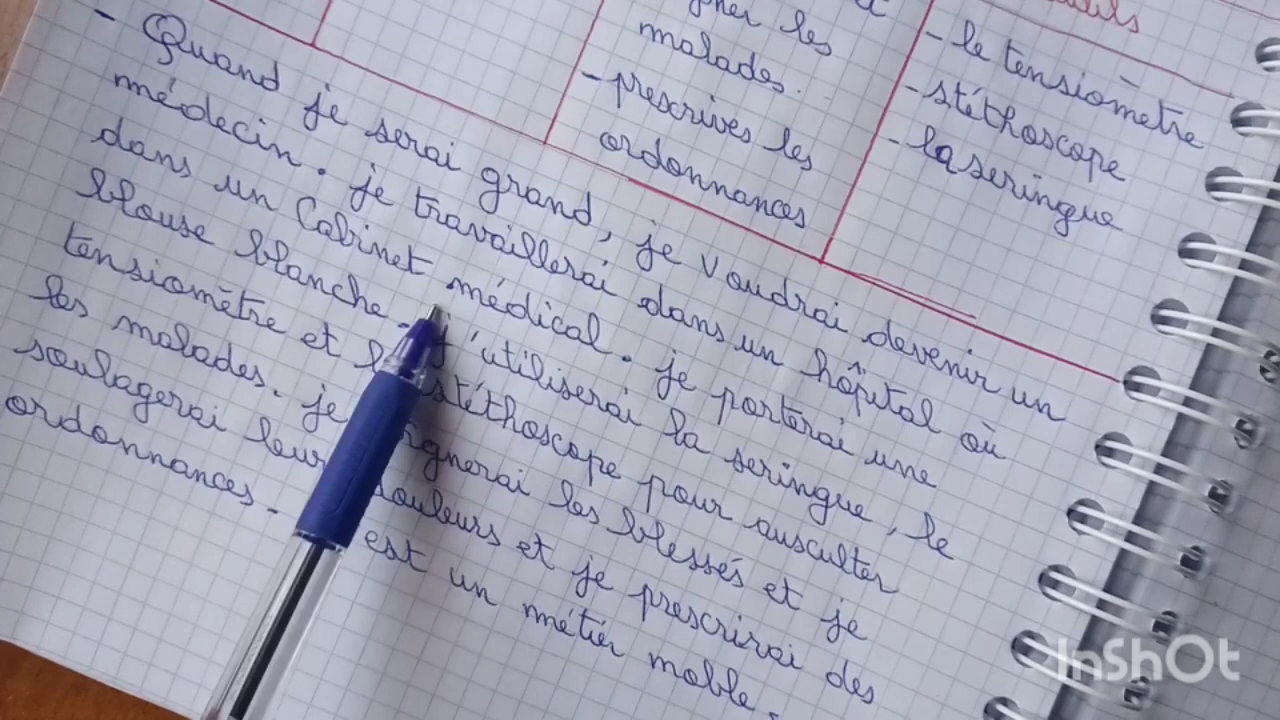 les
malades.
- prescrives les
ordonnances
- le tensiomètre
- stéthoscope
- la seringue
- Quand je serai grand, je voudrai devenir un
médecin. je travaillerai dans un hôpital où
dans un Cabinet médical. je porterai une
blouse blanche. j'utiliserai la seringue, le
tensiomètre et stéthoscope pour ausculter
les malades. je les blessés et je
soulagerai leur douleurs et je prescrirai des
ordonnances. est un métier noble.
InShOt